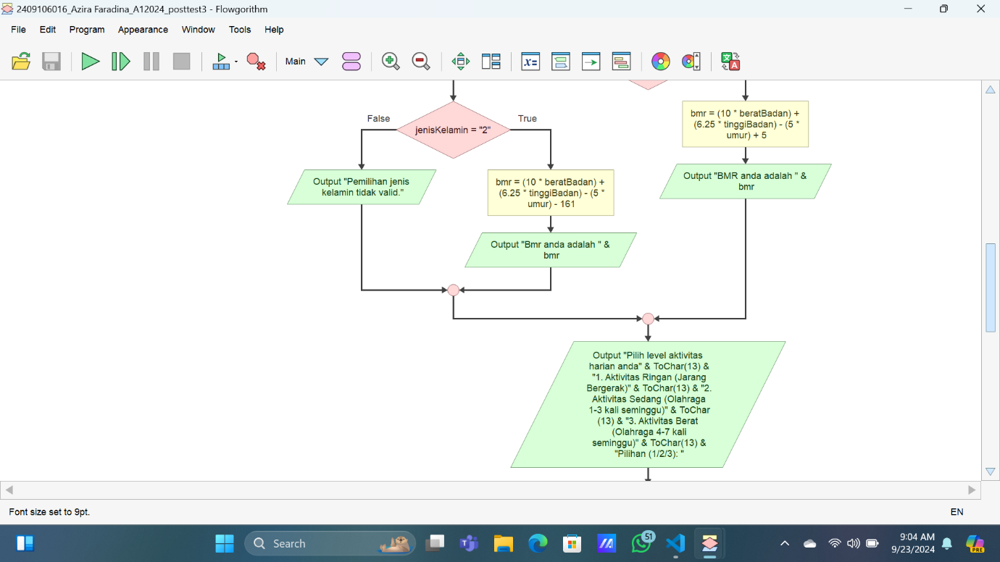 2409106016_Azira Faradina_A12024_posttest3 - Flowgorithm
File Edit Program Appearance Window Tools Help
Main
False
True
jenisKelamin = "2"
bmr = (10 * beratBadan) +
(6.25 * tinggiBadan) - (5 *
umur) + 5
Output "Pemilihan jenis
kelamin tidak valid."
bmr = (10 * beratBadan) +
(6.25 * tinggiBadan) - (5 *
umur) - 161
Output "BMR anda adalah " &
bmr
Output "Bmr anda adalah " &
bmr
Output "Pilih level aktivitas
harian anda" & ToChar(13) &
"1. Aktivitas Ringan (Jarang
Bergerak)" & ToChar(13) & "2.
Aktivitas Sedang (Olahraga
1-3 kali seminggu)" & ToChar
(13) & "3. Aktivitas Berat
(Olahraga 4-7 kali
seminggu)" & ToChar(13) &
"Pilihan (1/2/3): "
Font size set to 9pt.
EN
Search
51
9:04 AM
9/23/2024
PRE